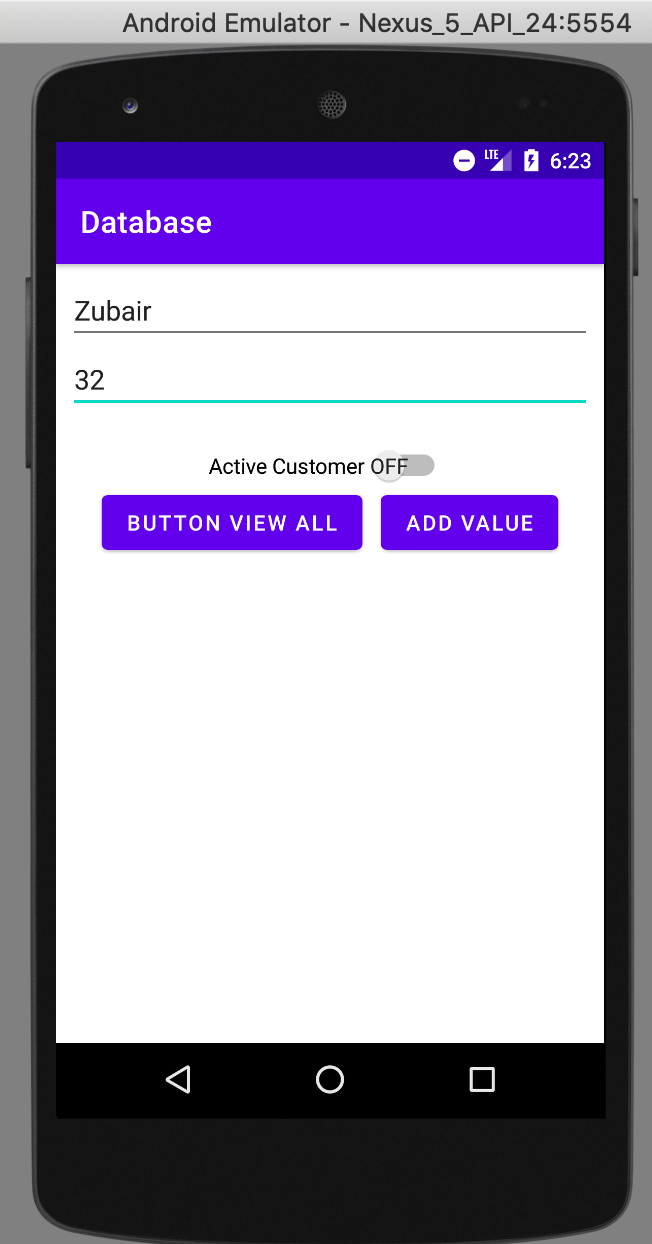 Android Emulator - Nexus_5_API_24:5554
LTE 6:23
Database
Zubair
32
Active Customer OFF
BUTTON VIEW ALL ADD VALUE